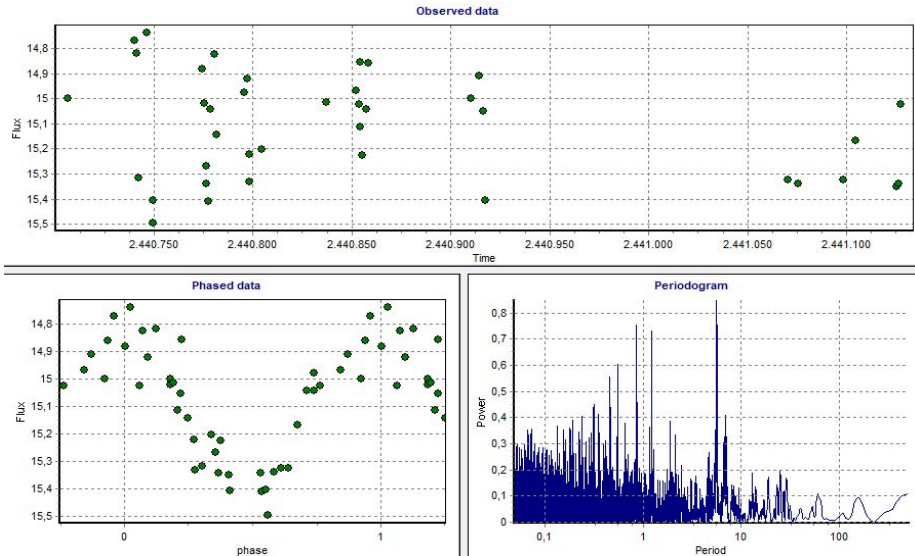 Observed data
Flux
14,8
14,9
15
15,1
15,2
15,3
15,4
15,5
2.440.750 2.440.800 2.440.850 2.440.900 2.440.950 2.441.000 2.441.050 2.441.100
Time
Phased data
Flux
14,8
14,9
15
15,1
15,2
15,3
15,4
15,5
0 1
phase
Periodogram
Power
0,8
0,7
0,6
0,5
0,4
0,3
0,2
0,1
0
0,1 1 10 100
Period